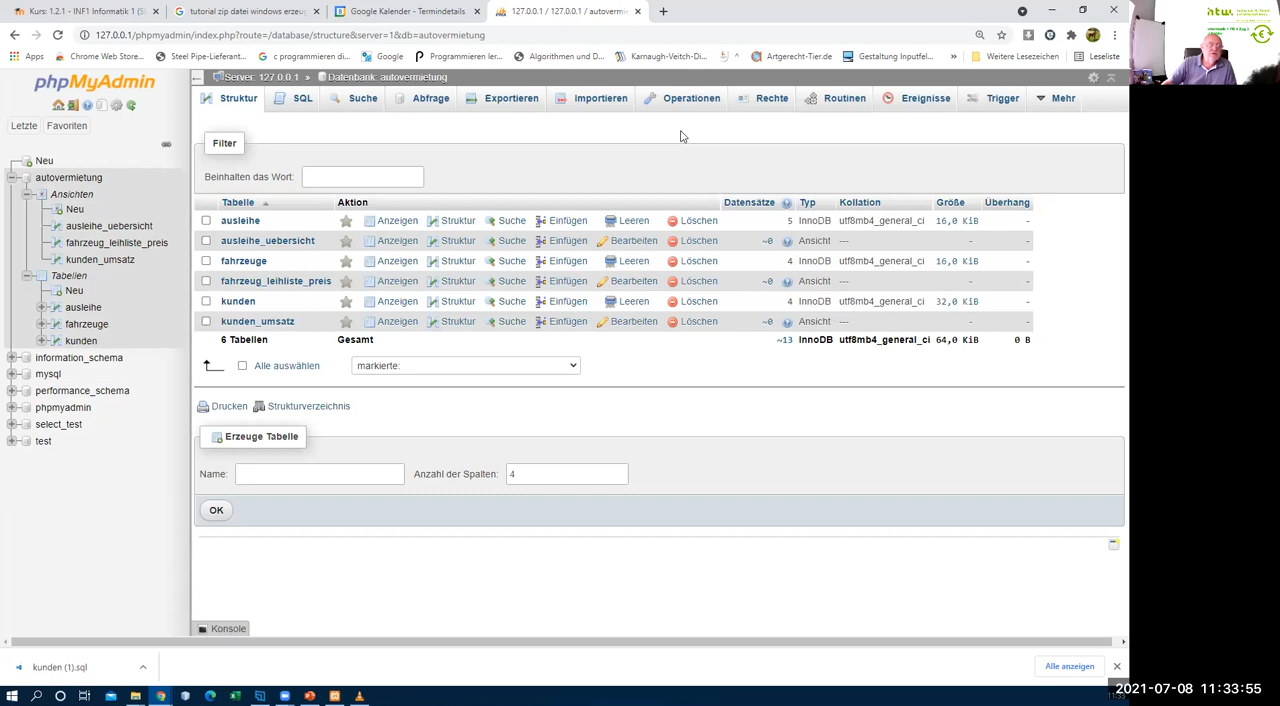 Kurs: 1.2.1 - INF1 Informatik 1 (S
tutorial zip datei windows erzeug
Google Kalender - Termindetails
127.0.0.1 / 127.0.0.1 / autovermi
127.0.0.1/phpmyadmin/index.php?route=/database/structure&server=1&db=autovermietung
Apps
Chrome Web Store...
Steel Pipe-Lieferant...
c programmieren di...
Google
Programmieren ler...
Algorithmen und D...
Karnaugh-Veitch-Di...
Artgerecht-Tier.de
Gestaltung Inputfel...
»
Weitere Lesezeichen
Leseliste
phpMyAdmin
Letzte Favoriten
Neu
autovermietung
Ansichten
Neu
ausleihe_uebersicht
fahrzeug_leihliste_preis
kunden_umsatz
Tabellen
Neu
ausleihe
fahrzeuge
kunden
information_schema
mysql
performance_schema
phpmyadmin
select_test
test
Server: 127.0.0.1 » Datenbank: autovermietung
Struktur SQL Suche Abfrage Exportieren Importieren Operationen Rechte Routinen Ereignisse Trigger Mehr
Filter
Beinhalten das Wort:
Tabelle Aktion Datensätze Typ Kollation Größe Überhang
ausleihe Anzeigen Struktur Suche Einfügen Leeren Löschen 5 InnoDB utf8mb4_general_ci 16,0 KiB -
ausleihe_uebersicht Anzeigen Struktur Suche Einfügen Bearbeiten Löschen ~0 Ansicht --- - -
fahrzeuge Anzeigen Struktur Suche Einfügen Leeren Löschen 4 InnoDB utf8mb4_general_ci 16,0 KiB -
fahrzeug_leihliste_preis Anzeigen Struktur Suche Einfügen Bearbeiten Löschen ~0 Ansicht --- - -
kunden Anzeigen Struktur Suche Einfügen Leeren Löschen 4 InnoDB utf8mb4_general_ci 32,0 KiB -
kunden_umsatz Anzeigen Struktur Suche Einfügen Bearbeiten Löschen ~0 Ansicht --- - -
6 Tabellen Gesamt ~13 InnoDB utf8mb4_general_ci 64,0 KiB 0 B
Alle auswählen markierte:
Drucken Strukturverzeichnis
Erzeuge Tabelle
Name: Anzahl der Spalten: 4
OK
Konsole
kunden (1).sql
Alle anzeigen
2021-07-08 11:33:55